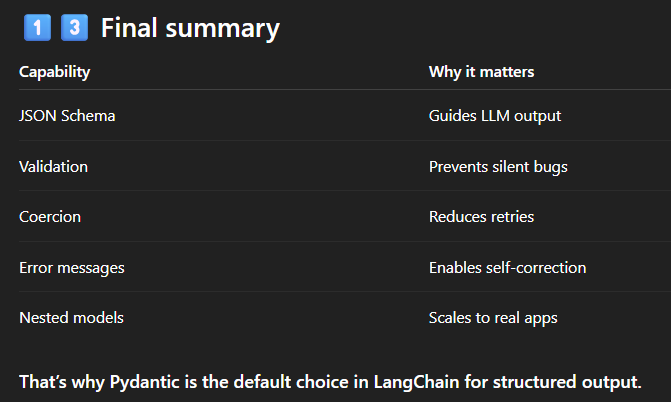 1️⃣3️⃣ Final summary
Capability Why it matters
JSON Schema Guides LLM output
Validation Prevents silent bugs
Coercion Reduces retries
Error messages Enables self-correction
Nested models Scales to real apps
That’s why Pydantic is the default choice in LangChain for structured output.